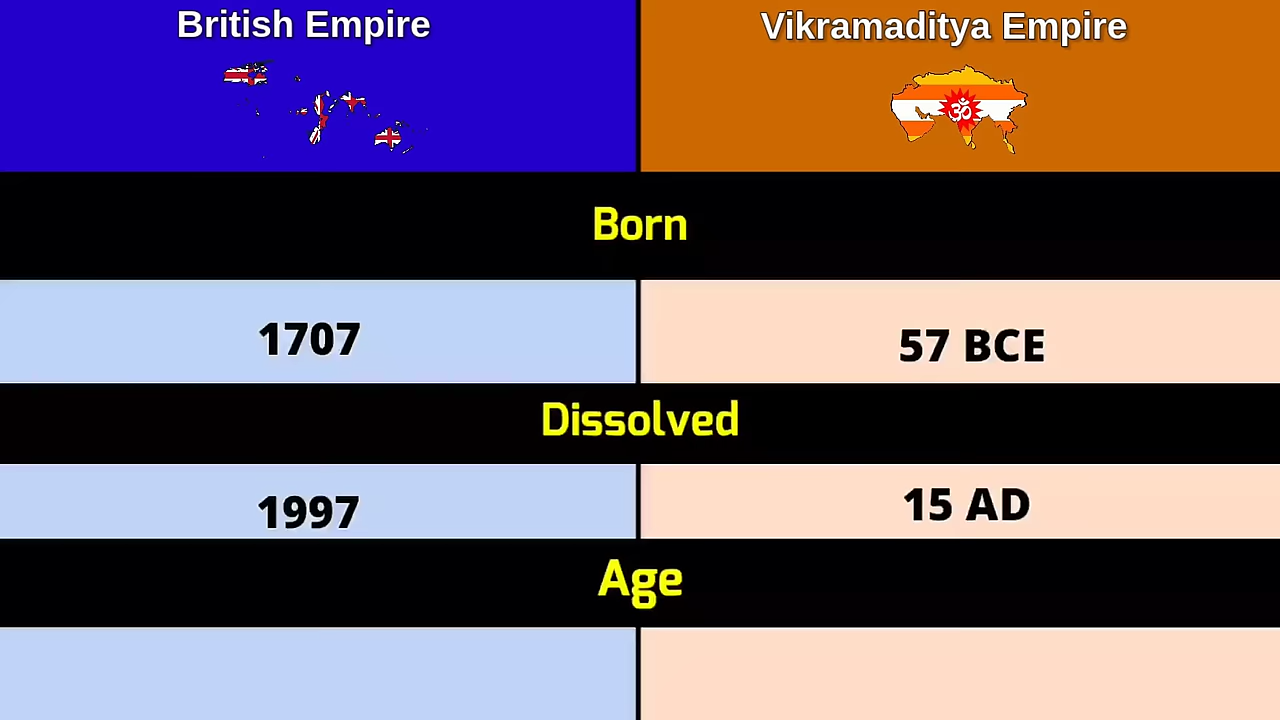 British Empire
Vikramaditya Empire
ॐ
Born
1707
57 BCE
Dissolved
1997
15 AD
Age